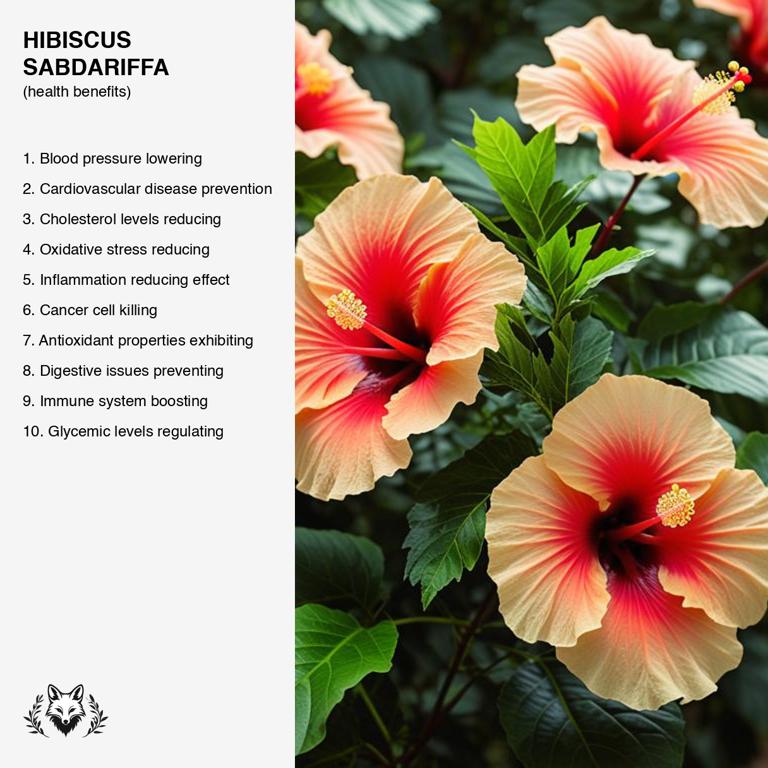 HIBISCUS
SABDARIFFA
(health benefits)
1. Blood pressure lowering
2. Cardiovascular disease prevention
3. Cholesterol levels reducing
4. Oxidative stress reducing
5. Inflammation reducing effect
6. Cancer cell killing
7. Antioxidant properties exhibiting
8. Digestive issues preventing
9. Immune system boosting
10. Glycemic levels regulating